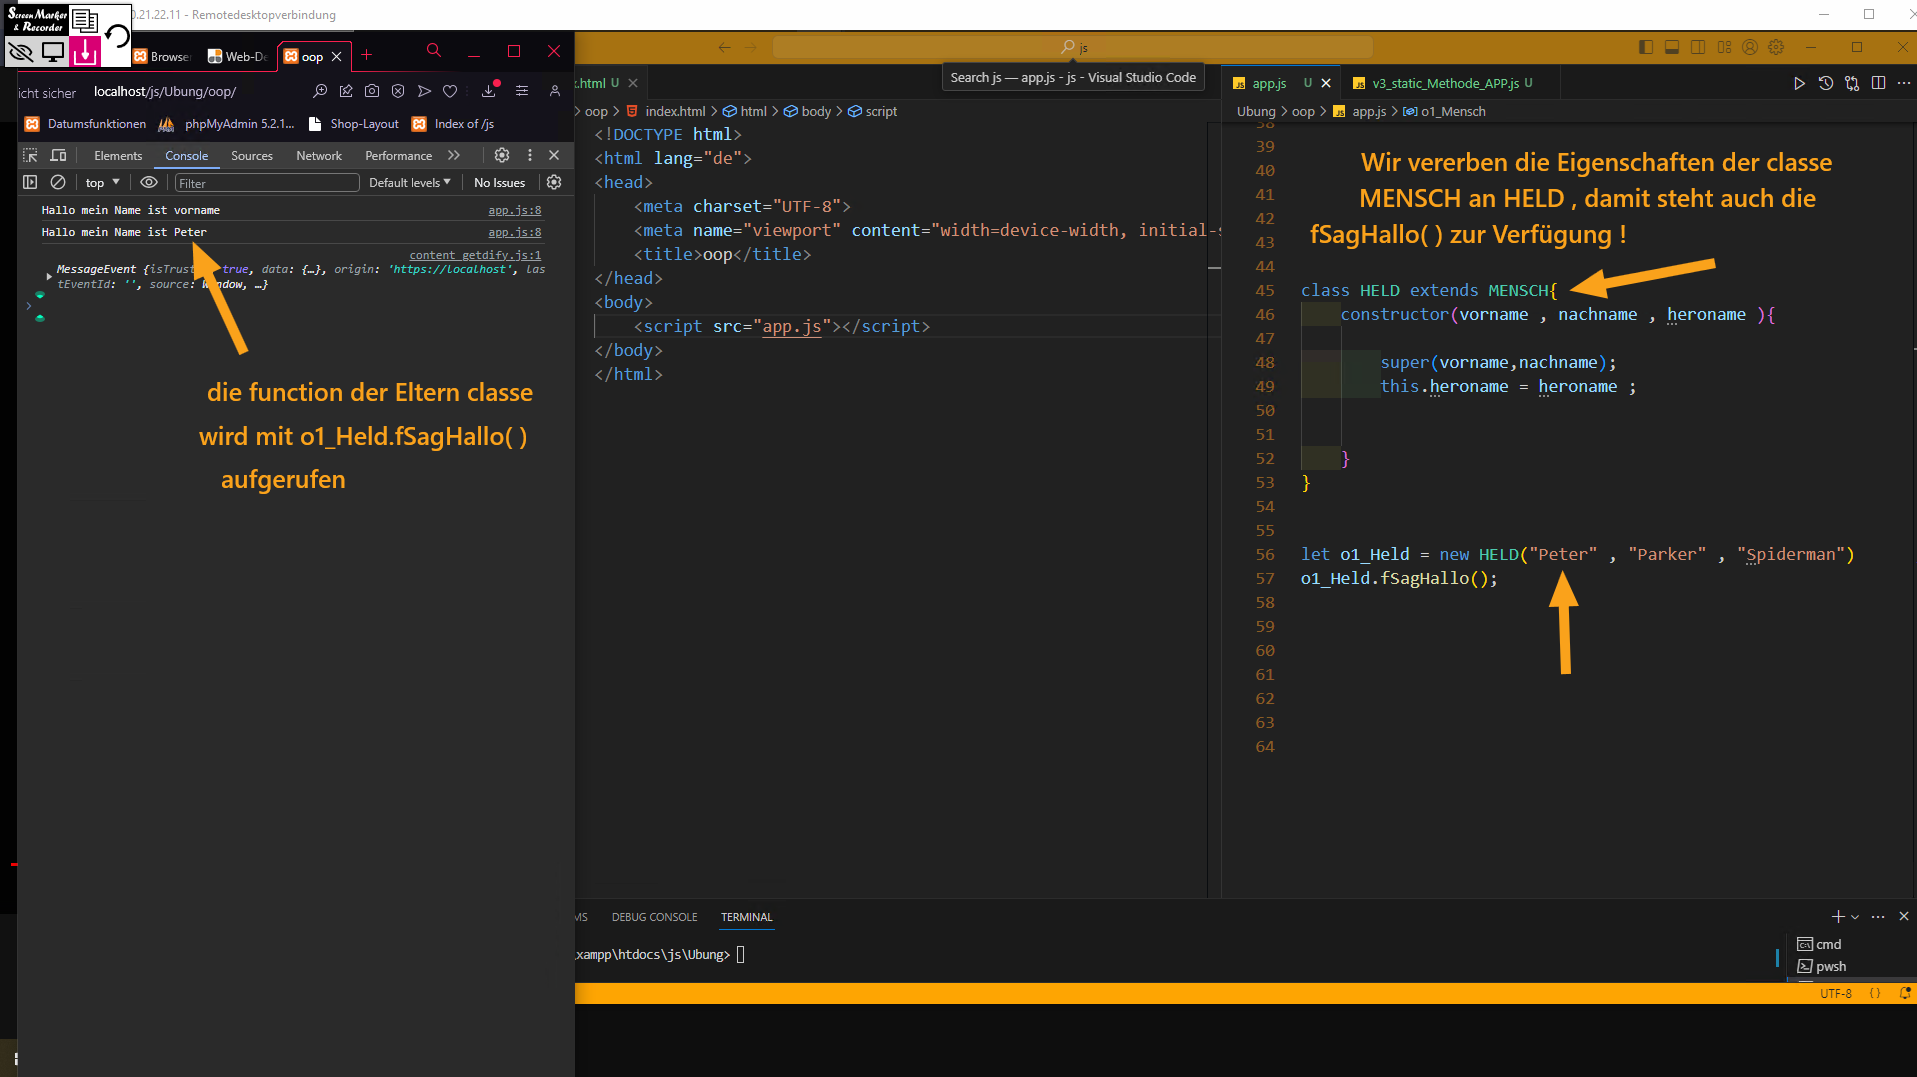 Screen Marker
& Recorder
0.21.22.11 - Remotedesktopverbindung
Browse
Web-De
oop
icht sicher
localhost/js/Ubung/oop/
Datumsfunktionen
phpMyAdmin 5.2.1...
Shop-Layout
Index of /js
Elements
Console
Sources
Network
Performance
top
Filter
Default levels
No Issues
Hallo mein Name ist vorname
app.js:8
Hallo mein Name ist Peter
app.js:8
content_getdify.js:1
MessageEvent {isTrust true, data: {…}, origin: 'https://localhost', las
tEventId: '', source: Window, …}
die function der Eltern classe
wird mit o1_Held.fSagHallo( )
aufgerufen
js
Search js — app.js - js - Visual Studio Code
.html U
oop > index.html > html > body > script
<!DOCTYPE html>
<html lang="de">
<head>
<meta charset="UTF-8">
<meta name="viewport" content="width=device-width, initial-s
<title>oop</title>
</head>
<body>
<script src="app.js"></script>
</body>
</html>
JS app.js U
JS v3_static_Methode_APP.js U
Ubung > oop > JS app.js > o1_Mensch
38
39
40
41
42
43
44
Wir vererben die Eigenschaften der classe
MENSCH an HELD , damit steht auch die
fSagHallo( ) zur Verfügung !
45 class HELD extends MENSCH{
46 constructor(vorname , nachname , heroname ){
47
48 super(vorname,nachname);
49 this.heroname = heroname ;
50
51
52 }
53 }
54
55
56 let o1_Held = new HELD("Peter" , "Parker" , "Spiderman")
57 o1_Held.fSagHallo();
58
59
60
61
62
63
64
MS
DEBUG CONSOLE
TERMINAL
\xampp\htdocs\js\Ubung>
cmd
pwsh
UTF-8
{ }